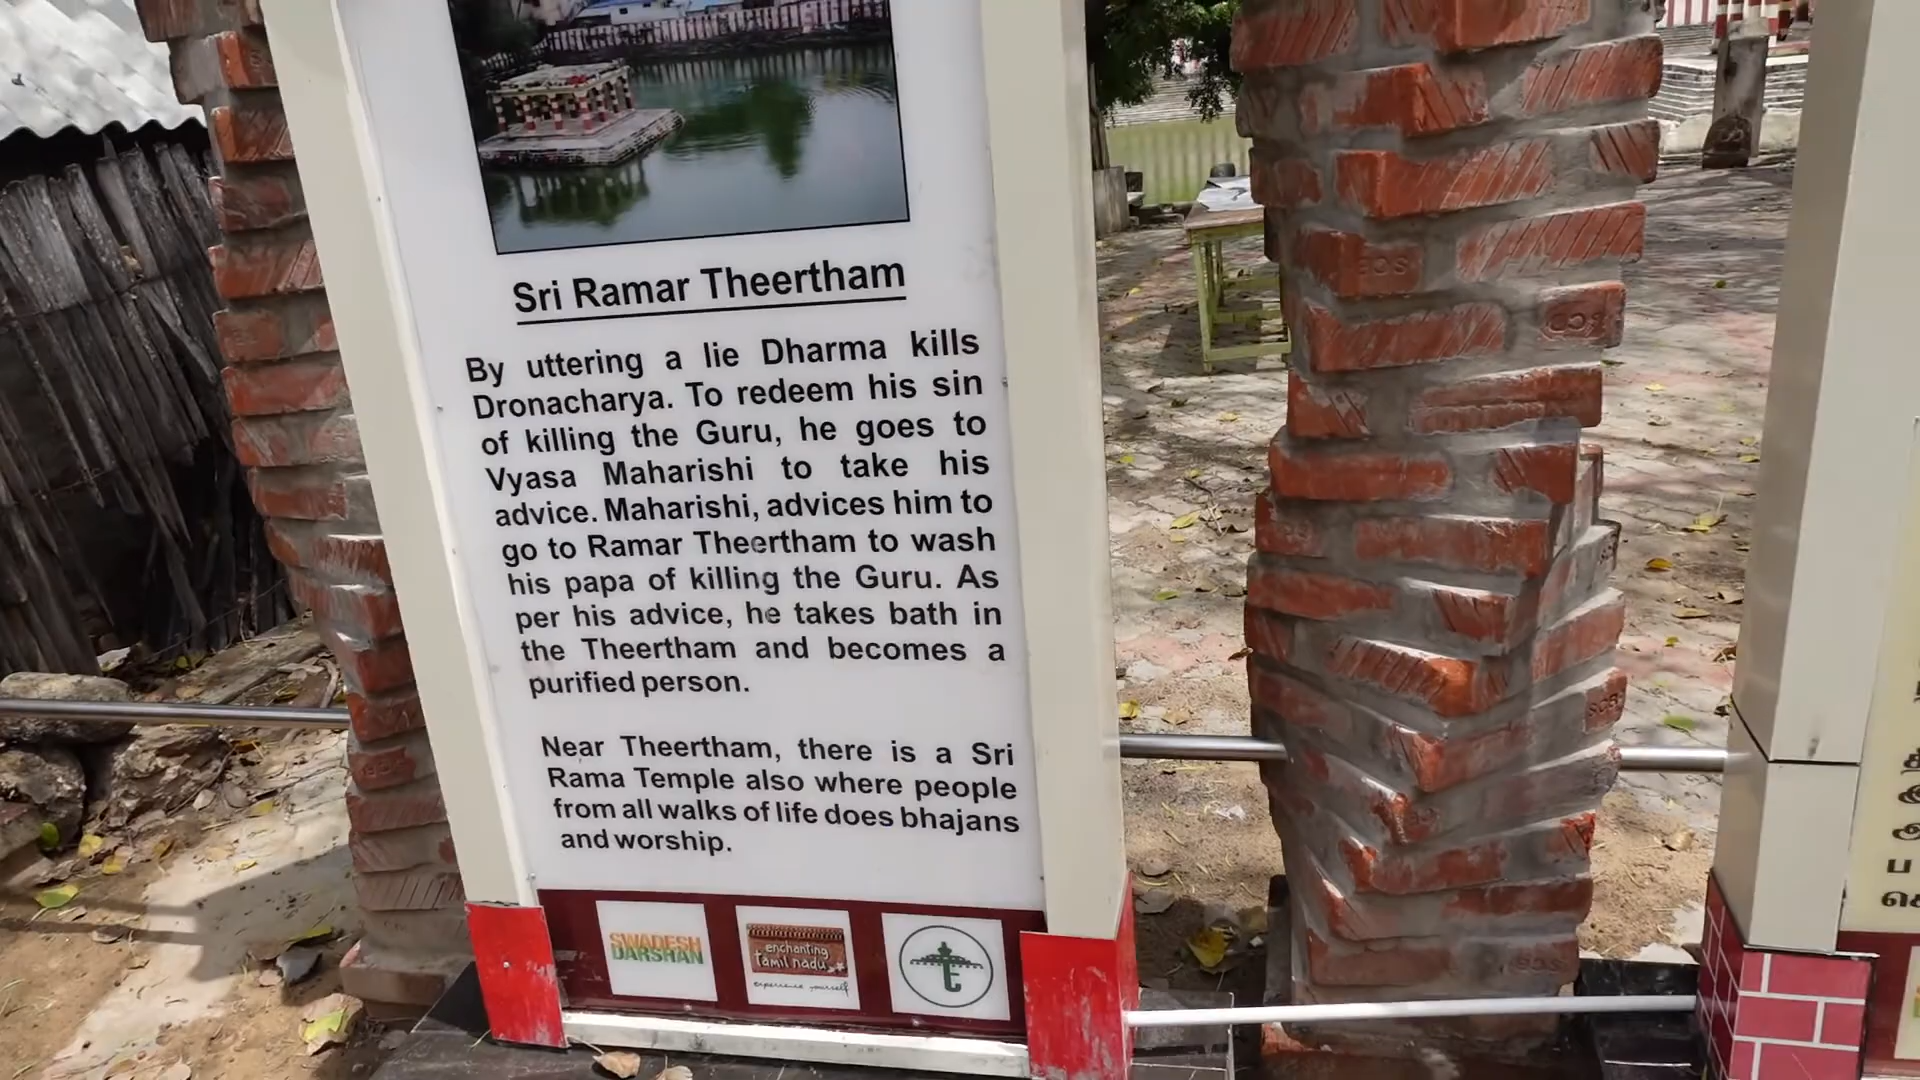 Sri Ramar Theertham
By uttering a lie Dharma kills
Dronacharya. To redeem his sin
of killing the Guru, he goes to
Vyasa Maharishi to take his
advice. Maharishi, advices him to
go to Ramar Theertham to wash
his papa of killing the Guru. As
per his advice, he takes bath in
the Theertham and becomes a
purified person.
Near Theertham, there is a Sri
Rama Temple also where people
from all walks of life does bhajans
and worship.
SWADESH
DARSHAN
enchanting
tamil nadu
experience yourself